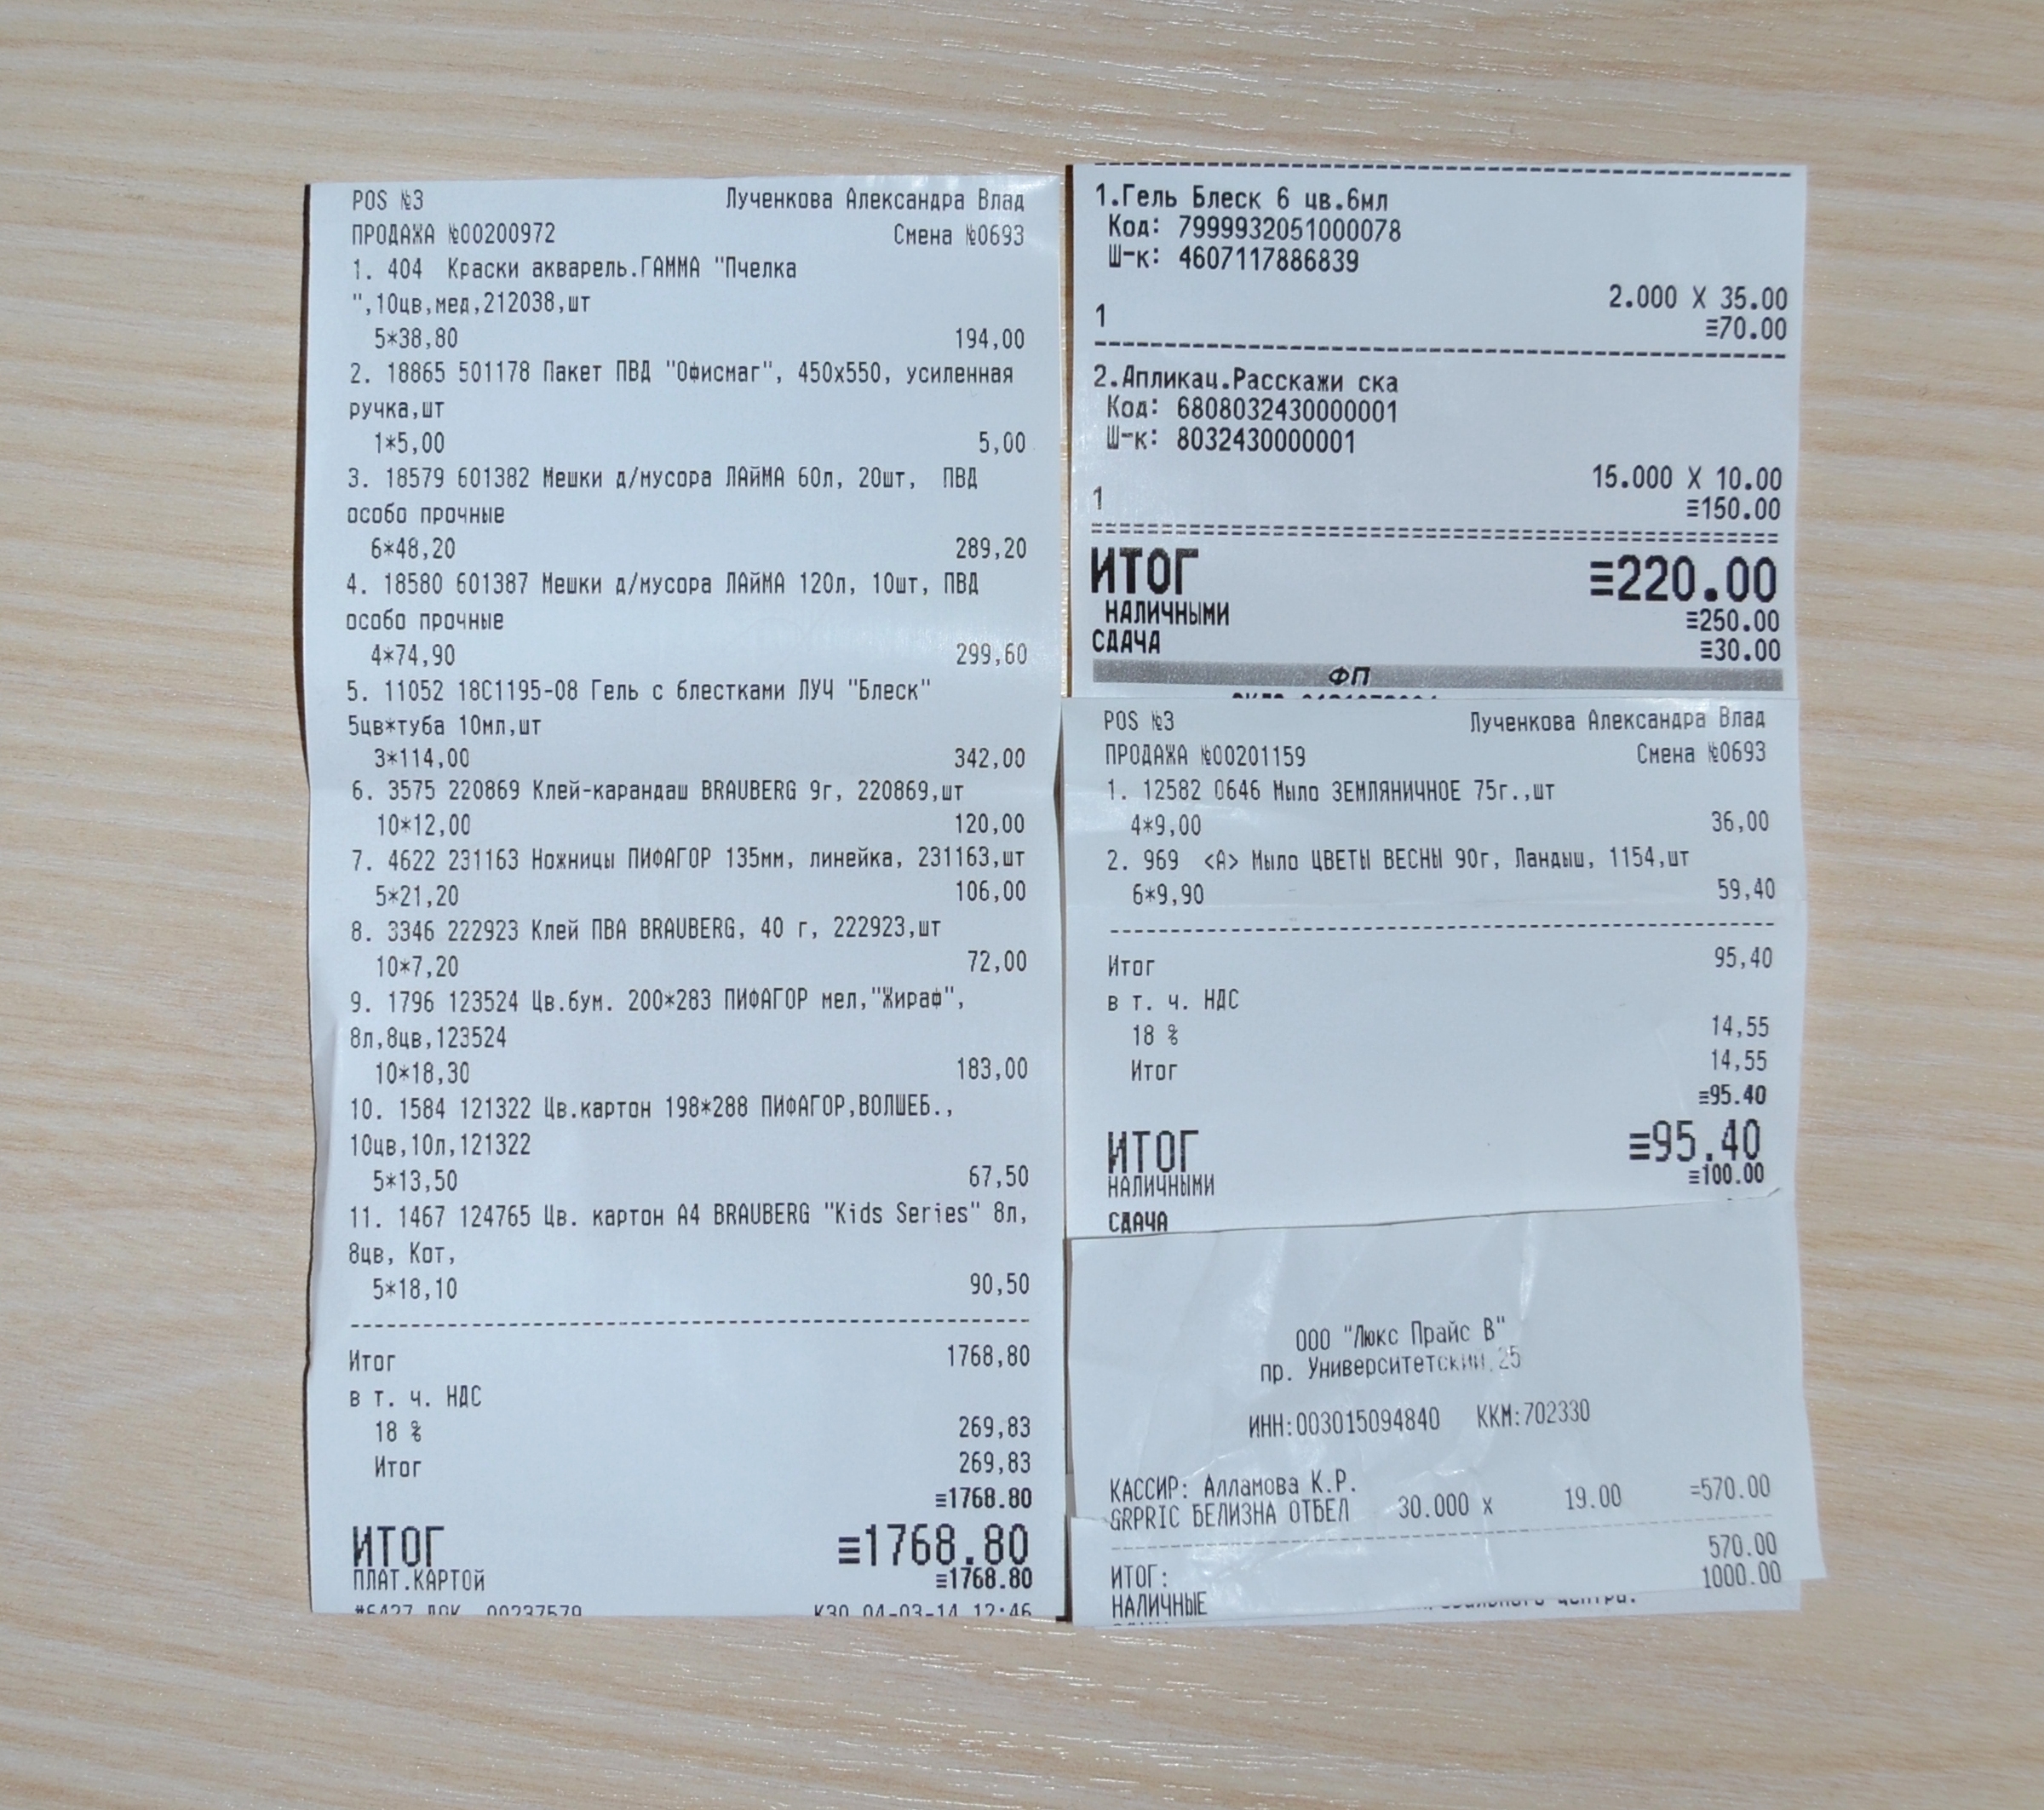 POS №3 Лученкова Александра Влад
ПРОДАЖА №00200972 Смена №0693
1. 404 Краски акварель.ГАММА "Пчелка
",10цв,мед,212038,шт
5*38,80 194,00
2. 18865 501178 Пакет ПВД "Офисмаг", 450х550, усиленная
ручка,шт
1*5,00 5,00
3. 18579 601382 Мешки д/мусора ЛАйМА 60л, 20шт, ПВД
особо прочные
6*48,20 289,20
4. 18580 601387 Мешки д/мусора ЛАйМА 120л, 10шт, ПВД
особо прочные
4*74,90 299,60
5. 11052 18С1195-08 Гель с блестками ЛУЧ "Блеск"
5цв*туба 10мл,шт
3*114,00 342,00
6. 3575 220869 Клей-карандаш BRAUBERG 9г, 220869,шт
10*12,00 120,00
7. 4622 231163 Ножницы ПИФАГОР 135мм, линейка, 231163,шт
5*21,20 106,00
8. 3346 222923 Клей ПВА BRAUBERG, 40 г, 222923,шт
10*7,20 72,00
9. 1796 123524 Цв.бум. 200*283 ПИФАГОР мел,"Жираф",
8л,8цв,123524
10*18,30 183,00
10. 1584 121322 Цв.картон 198*288 ПИФАГОР,ВОЛШЕБ.,
10цв,10л,121322
5*13,50 67,50
11. 1467 124765 Цв. картон А4 BRAUBERG "Kids Series" 8л,
8цв, Кот,
5*18,10 90,50
Итог 1768,80
в т. ч. НДС
18 % 269,83
Итог 269,83
≡1768.80
ИТОГ ≡1768.80
ПЛАТ.КАРТОй ≡1768.80
#6427 ДОК. 00237579 КЗО 04-03-14 12:46
1.Гель Блеск 6 цв.6мл
Код: 7999932051000078
Ш-к: 4607117886839
2.000 X 35.00
1 ≡70.00
2.Апликац.Расскажи ска
Код: 6808032430000001
Ш-к: 8032430000001
15.000 X 10.00
1 ≡150.00
ИТОГ ≡220.00
НАЛИЧНЫМИ ≡250.00
СДАЧА ≡30.00
ФП
POS №3 Лученкова Александра Влад
ПРОДАЖА №00201159 Смена №0693
1. 12582 0646 Мыло ЗЕМЛЯНИЧНОЕ 75г.,шт
4*9,00 36,00
2. 969 <А> Мыло ЦВЕТЫ ВЕСНЫ 90г, Ландыш, 1154,шт
6*9,90 59,40
Итог 95,40
в т. ч. НДС
18 % 14,55
Итог 14,55
≡95.40
ИТОГ ≡95.40
НАЛИЧНЫМИ ≡100.00
СДАЧА
ООО "Люкс Прайс В"
пр. Университетский,25
ИНН:003015094840 ККМ:702330
КАССИР: Алламова К.Р.
GRPRIC БЕЛИЗНА ОТБЕЛ 30.000 x 19.00 =570.00
ИТОГ: 570.00
НАЛИЧНЫЕ 1000.00